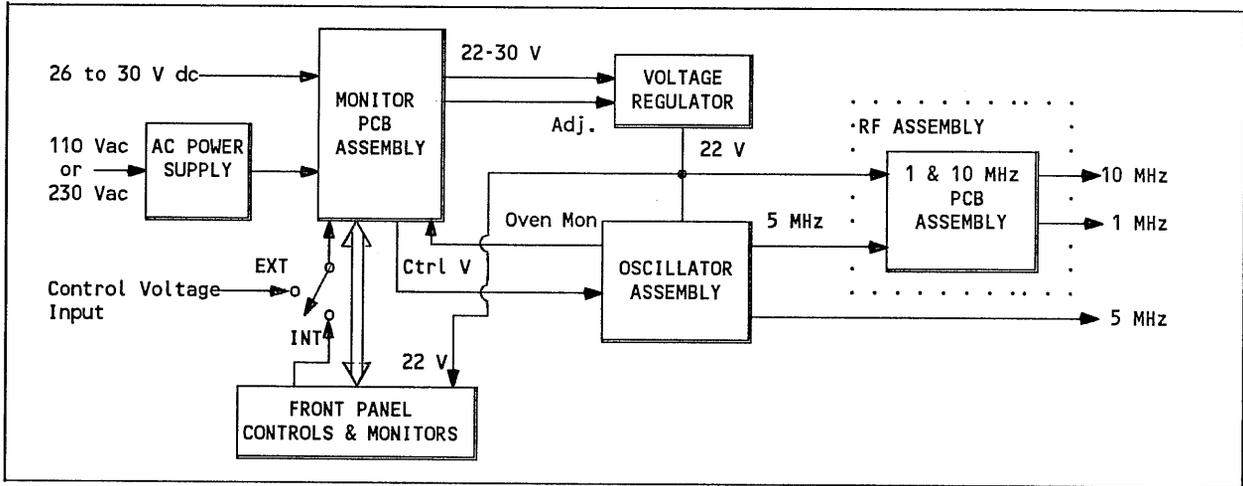 26 to 30 V dc
110 Vac
or
230 Vac
AC POWER
SUPPLY
MONITOR
PCB
ASSEMBLY
22-30 V
Adj.
VOLTAGE
REGULATOR
22 V
RF ASSEMBLY
1 & 10 MHz
PCB
ASSEMBLY
10 MHz
1 MHz
Oven Mon
5 MHz
Ctrl V
OSCILLATOR
ASSEMBLY
5 MHz
EXT
Control Voltage
Input
INT
22 V
FRONT PANEL
CONTROLS & MONITORS